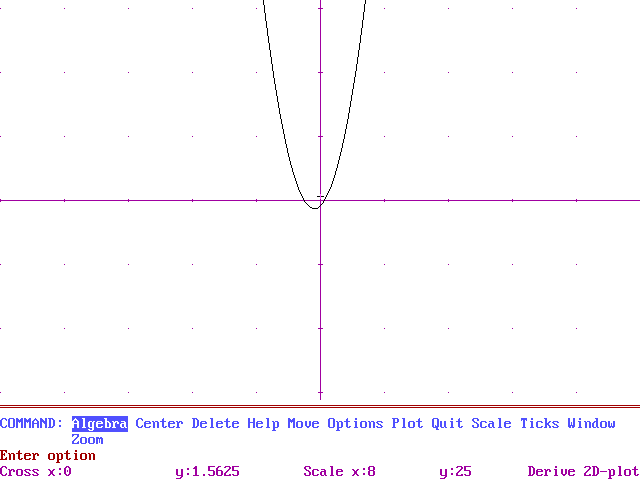 COMMAND: Algebra Center Delete Help Move Options Plot Quit Scale Ticks Window
Zoom
Enter option
Cross x:0 y:1.5625 Scale x:8 y:25 Derive 2D-plot